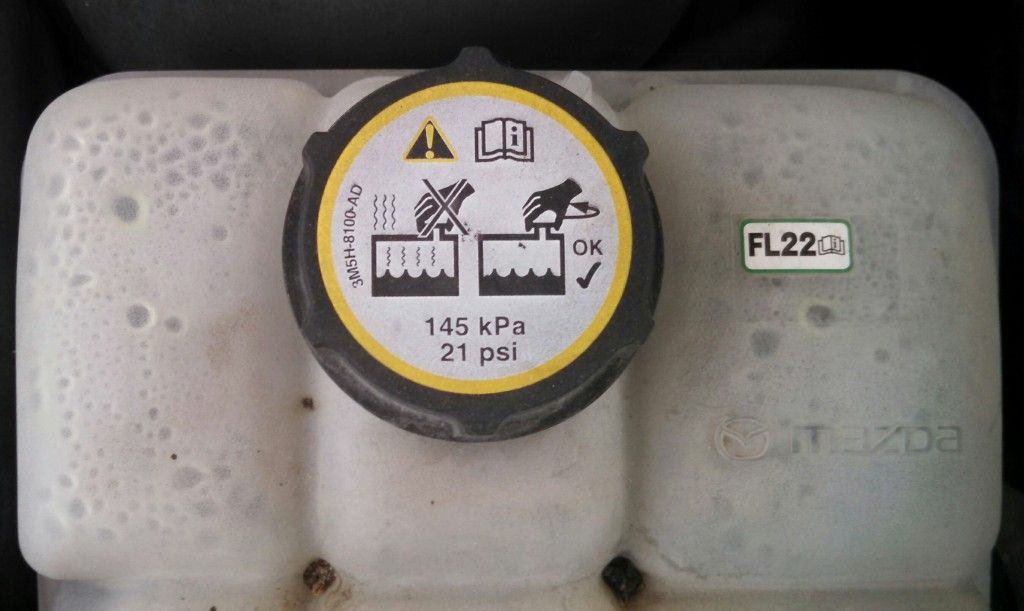 3M5H-8100-AD
OK
145 kPa
21 psi
FL22
mazda